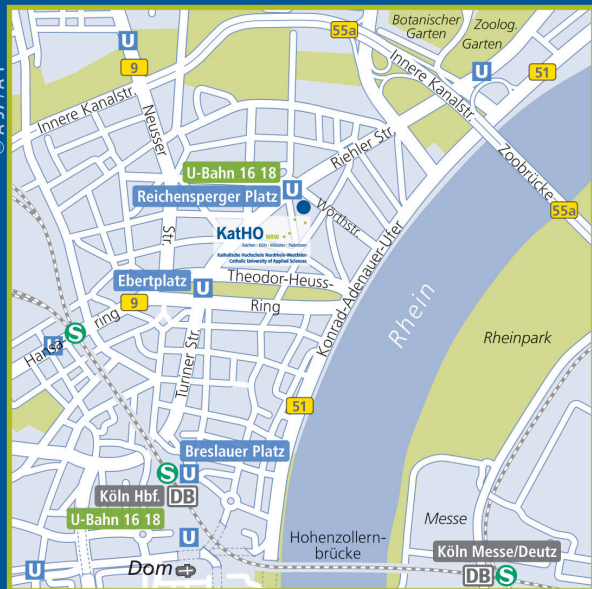 Botanischer
Garten
Zoolog.
Garten
55a
U
9
U
51
Innere Kanalstr.
Innere Kanalstr.
Neusser
Str.
Riehler Str.
Zoobrücke
U-Bahn 16 18
U
Reichensperger Platz
Wörthstr.
55a
KatHO NRW
Aachen | Köln | Münster | Paderborn
Katholische Hochschule Nordrhein-Westfalen
Catholic University of Applied Sciences
Konrad-Adenauer-Ufer
Rhein
Ebertplatz
U
Theodor-Heuss-
Ring
9
Hansaring
S
U
Rheinpark
Turiner Str.
51
Breslauer Platz
S
U
Köln Hbf.
DB
U-Bahn 16 18
Messe
U
Hohenzollern-
brücke
Köln Messe/Deutz
DB
S
U
Dom